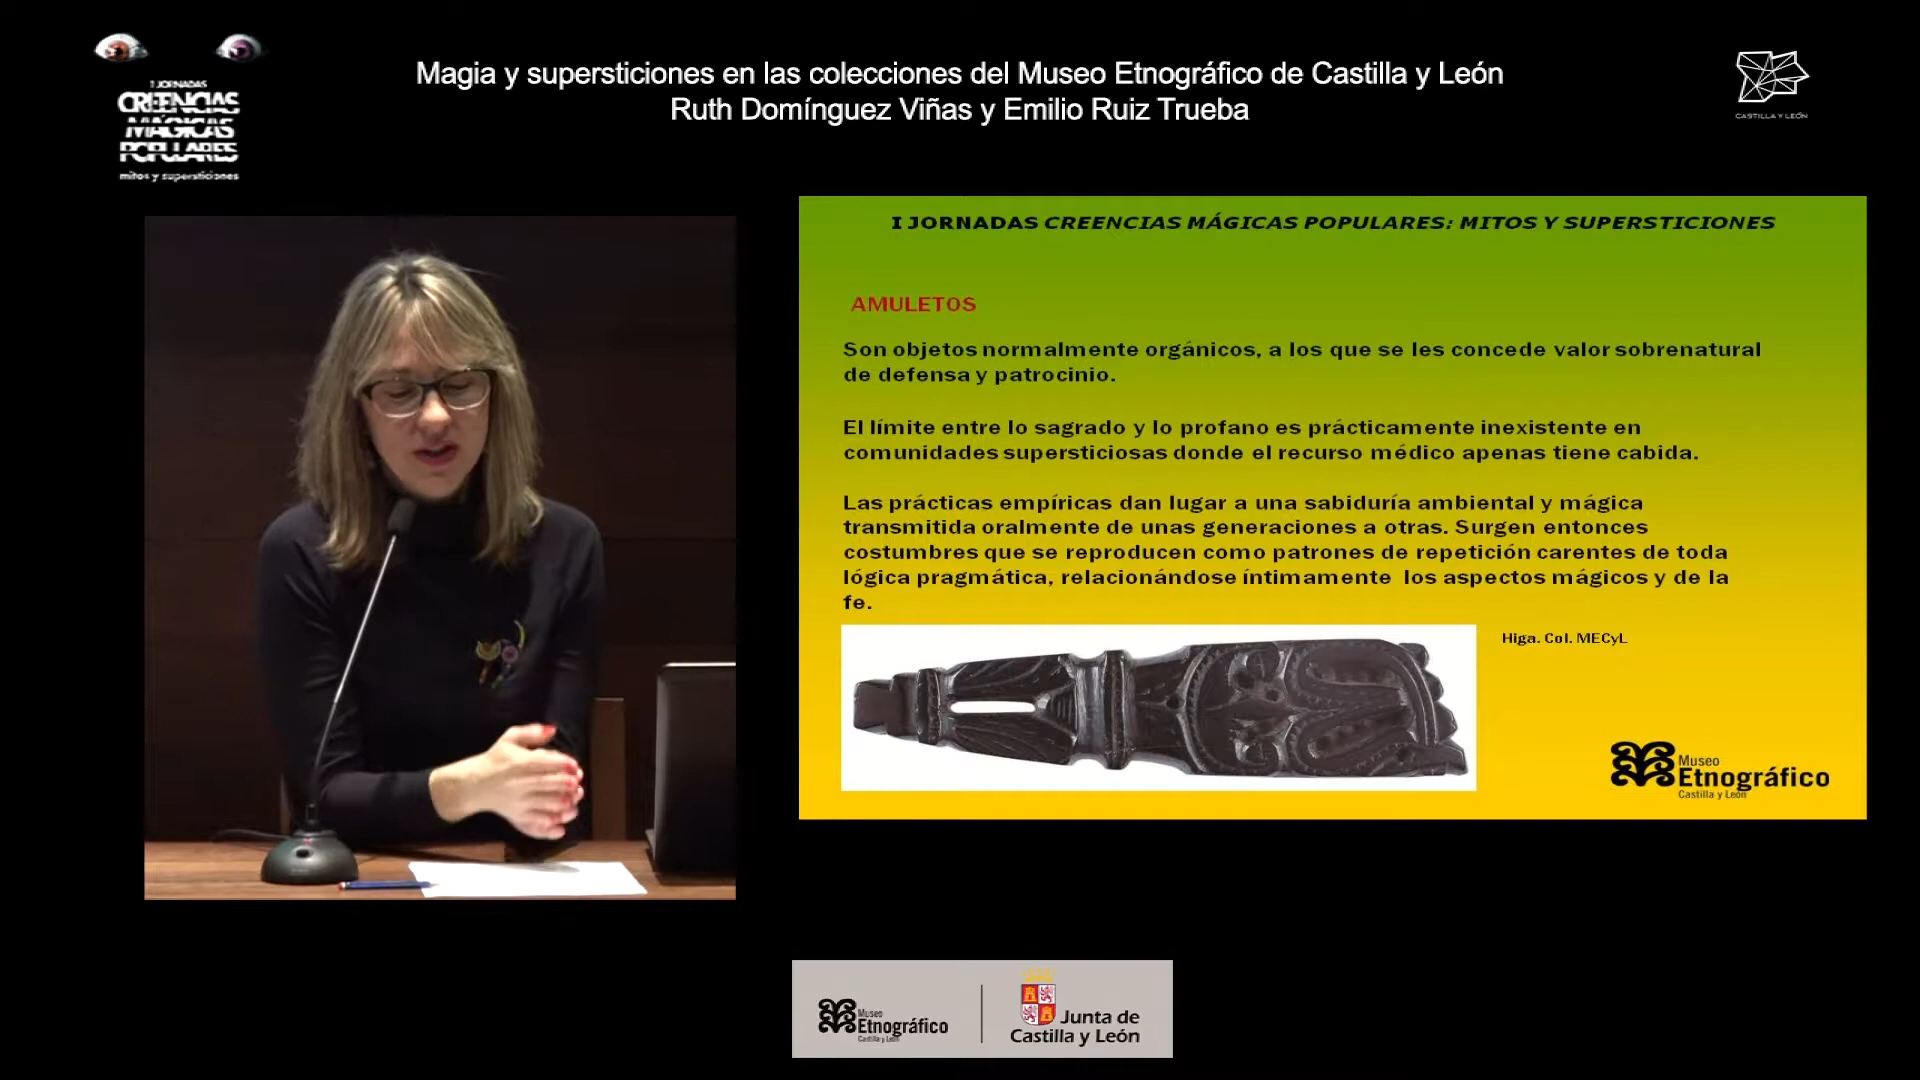 I JORNADAS
CREENCIAS
MÁGICAS
POPULARES
mitos y supersticiones
Magia y supersticiones en las colecciones del Museo Etnográfico de Castilla y León
Ruth Domínguez Viñas y Emilio Ruiz Trueba
CASTILLA Y LEÓN
I JORNADAS CREENCIAS MÁGICAS POPULARES: MITOS Y SUPERSTICIONES
AMULETOS
Son objetos normalmente orgánicos, a los que se les concede valor sobrenatural
de defensa y patrocinio.
El límite entre lo sagrado y lo profano es prácticamente inexistente en
comunidades supersticiosas donde el recurso médico apenas tiene cabida.
Las prácticas empíricas dan lugar a una sabiduría ambiental y mágica
transmitida oralmente de unas generaciones a otras. Surgen entonces
costumbres que se reproducen como patrones de repetición carentes de toda
lógica pragmática, relacionándose íntimamente los aspectos mágicos y de la
fe.
Higa. Col. MECyL
Museo
Etnográfico
Castilla y León
Museo
Etnográfico
Castilla y León
Junta de
Castilla y León